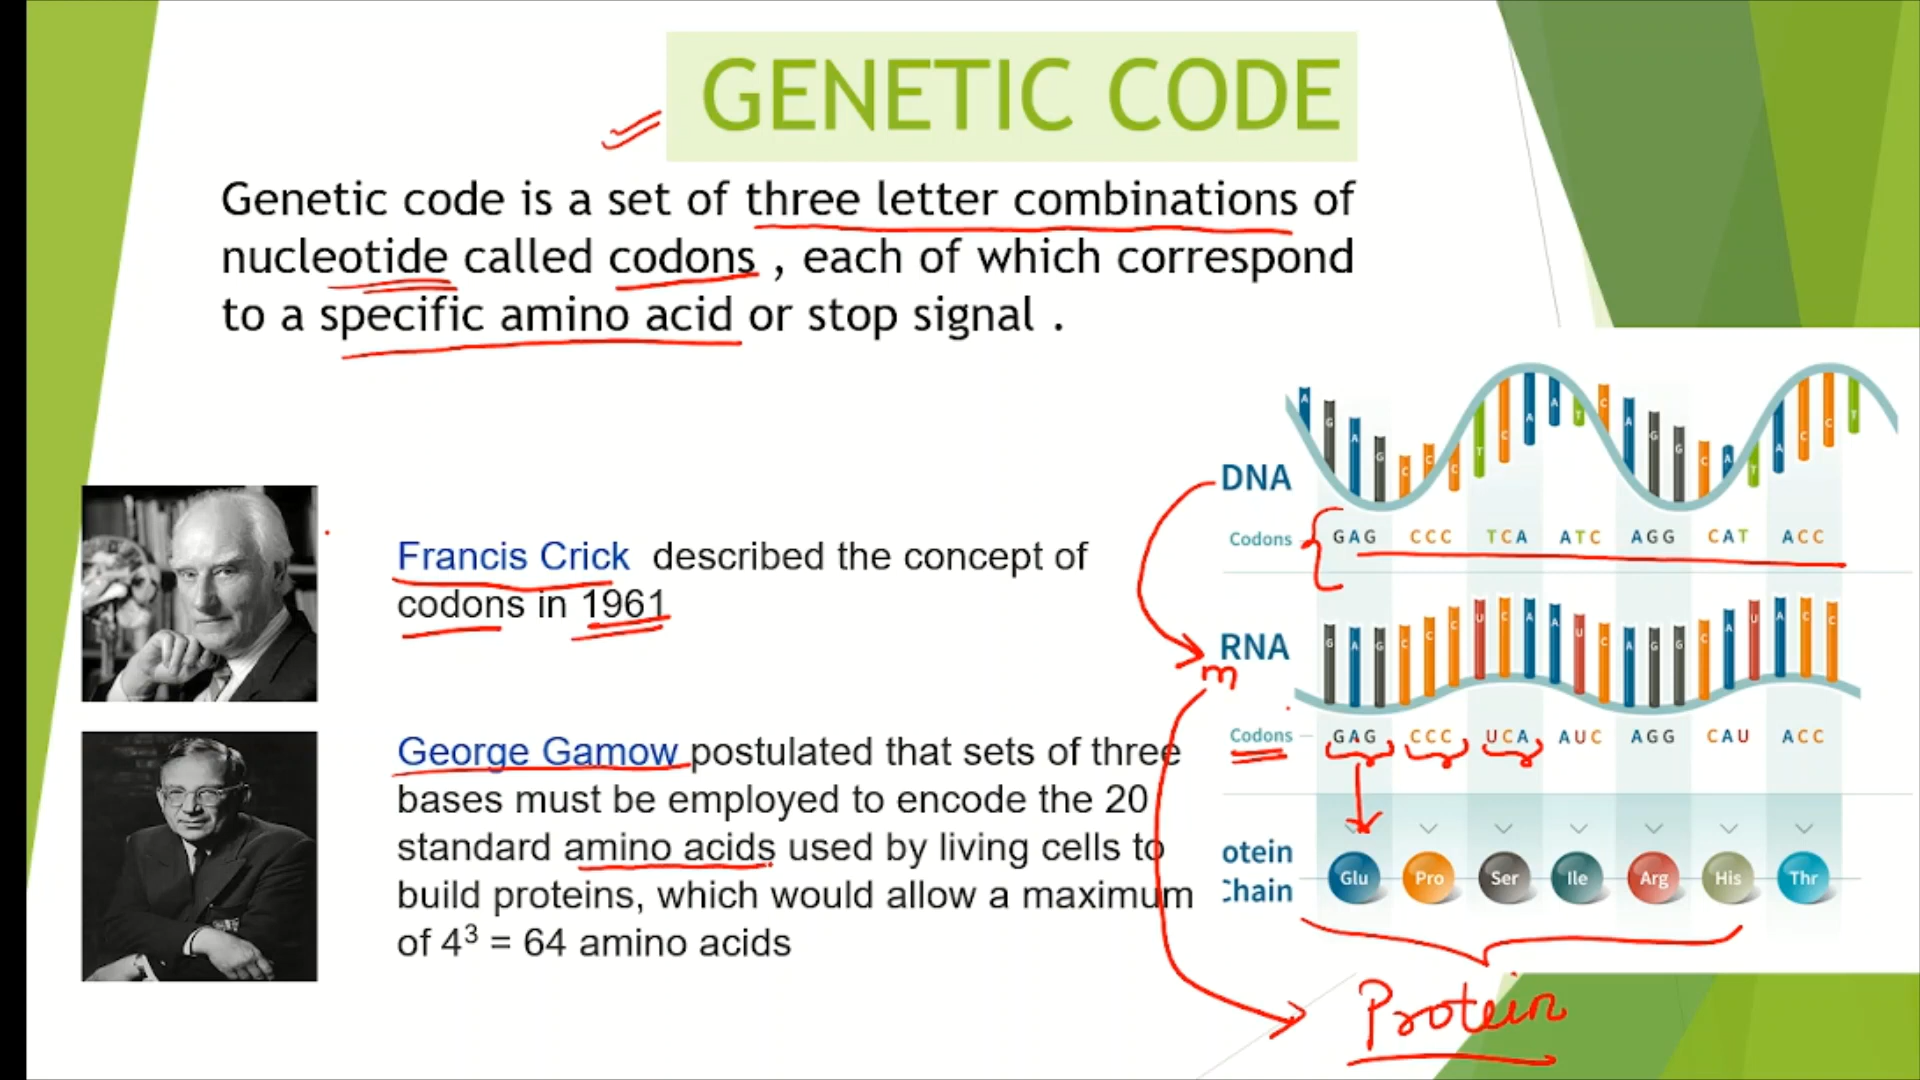 GENETIC CODE
Genetic code is a set of three letter combinations of
nucleotide called codons , each of which correspond
to a specific amino acid or stop signal .
Francis Crick described the concept of
codons in 1961
George Gamow postulated that sets of three
bases must be employed to encode the 20
standard amino acids used by living cells to
build proteins, which would allow a maximum
of 4³ = 64 amino acids
A G A G C C C T C A A T C A G G C A T A C C T
DNA
Codons GAG CCC TCA ATC AGG CAT ACC
G A G C C C U C A A U C A G G C A U A C C
RNA
m
Codons GAG CCC UCA AUC AGG CAU ACC
otein
Chain
Glu Pro Ser Ile Arg His Thr
Protein